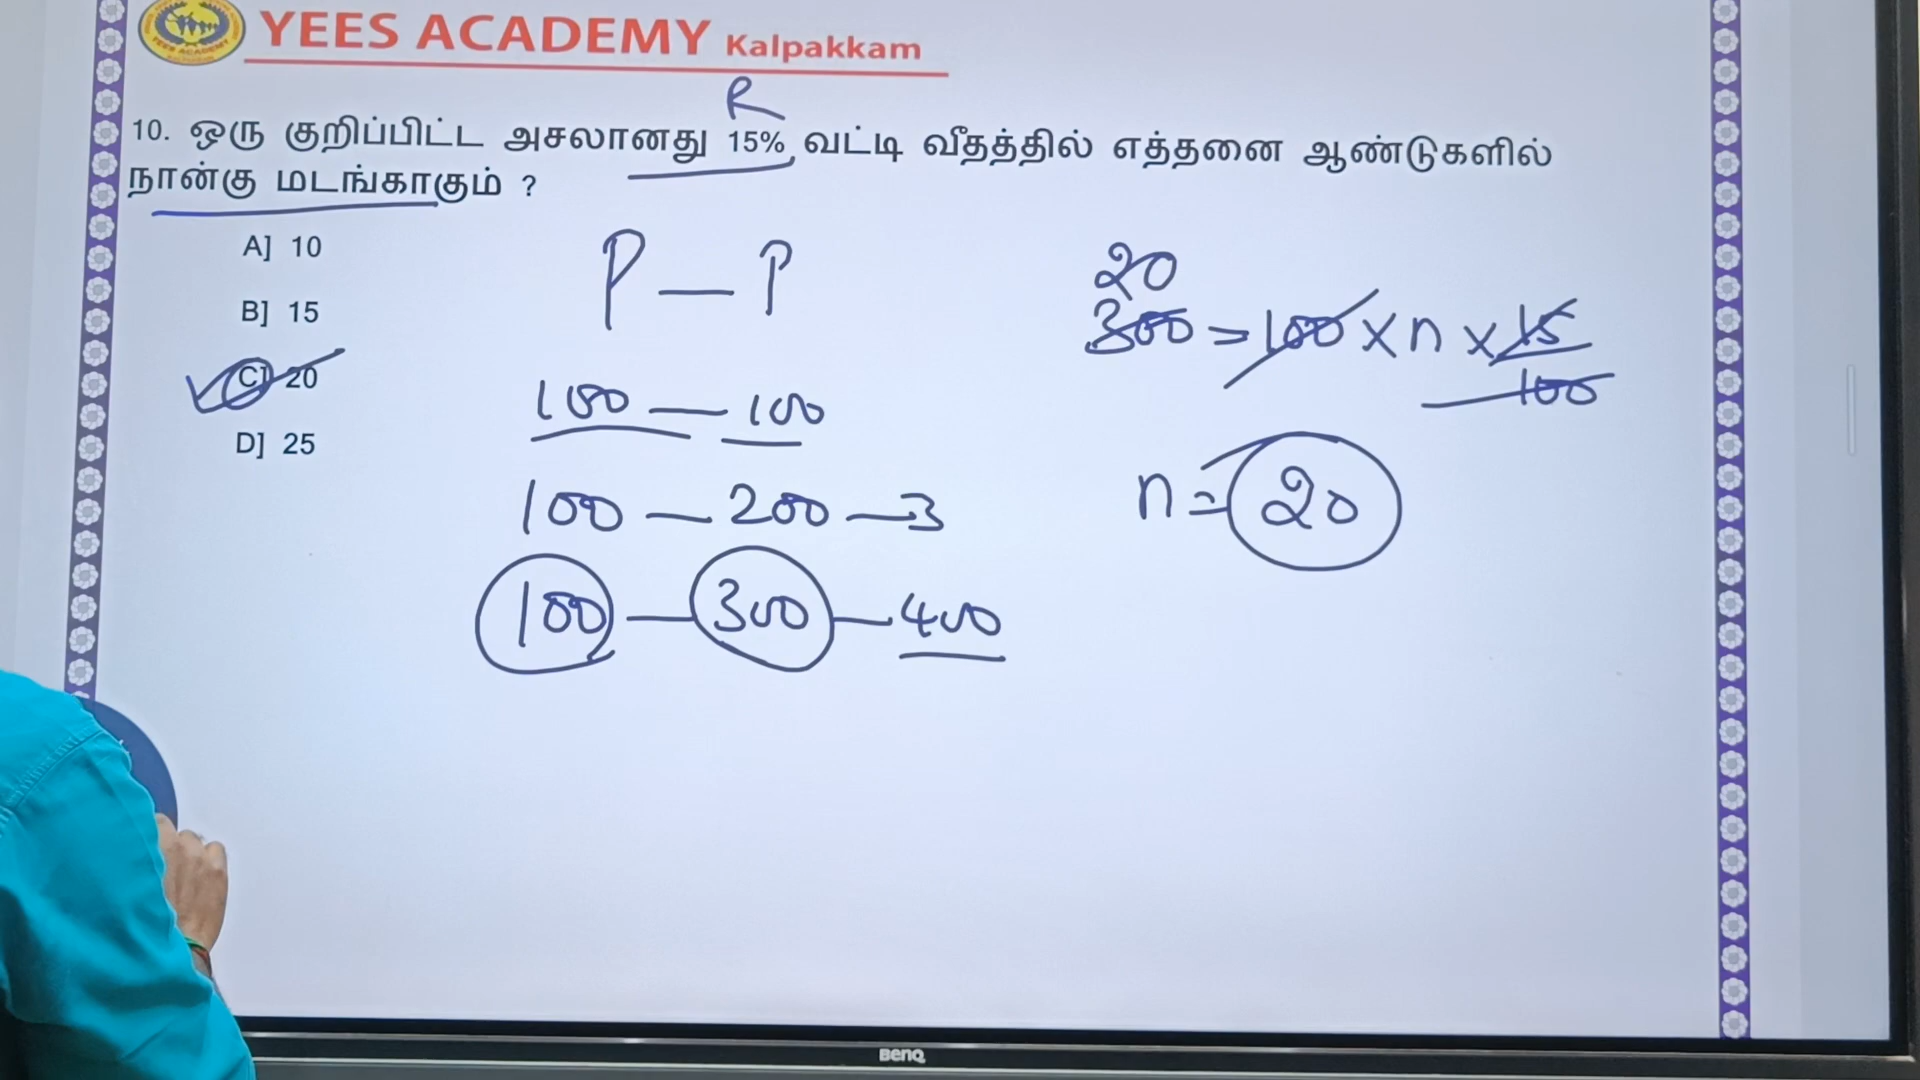 YEES ACADEMY Kalpakkam
R
10. ஒரு குறிப்பிட்ட அசலானது 15% வட்டி வீதத்தில் எத்தனை ஆண்டுகளில்
நான்கு மடங்காகும் ?
A] 10
B] 15
C] 20
D] 25
P — P
100 — 100
100 — 200 — 3
100 — 300 — 400
20
300 = 100 × n × 15
100
n = 20
BenQ